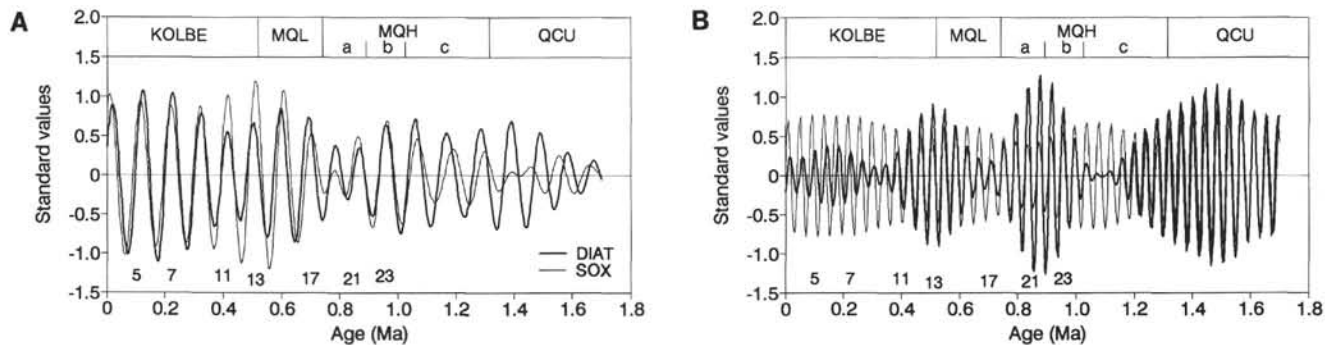 A
2.0
KOLBE MQL MQH QCU
a b c
1.5
1.0
0.5
0
-0.5
1.0
-1.5
Standard values
DIAT
SOX
5 7 11 13 17 21 23
0 0.2 0.4 0.6 0.8 1.0 1.2 1.4 1.6 1.8
Age (Ma)
B
2.0
KOLBE MQL MQH QCU
a b c
1.5
1.0
0.5
0
-0.5
-1.0
-1.5
Standard values
5 7 11 13 17 21 23
0 0.2 0.4 0.6 0.8 1.0 1.2 1.4 1.6 1.8
Age (Ma)